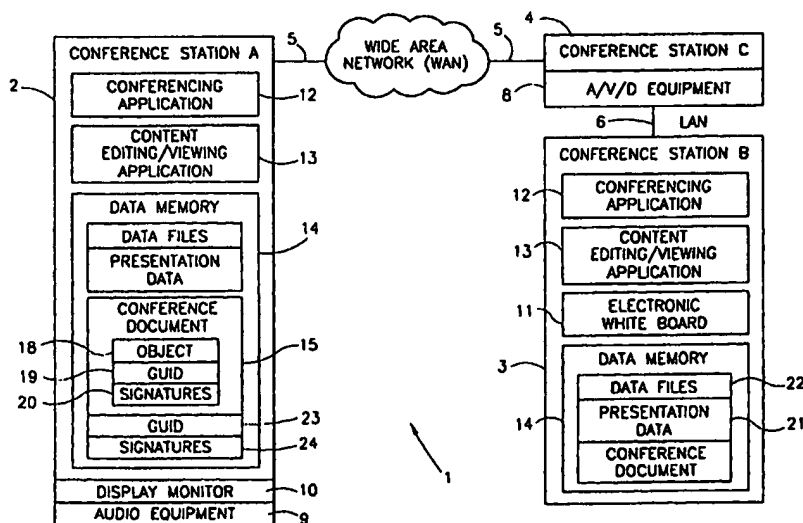 CONFERENCE STATION A
2
CONFERENCING
APPLICATION
12
CONTENT
EDITING/VIEWING
APPLICATION
13
DATA MEMORY
14
DATA FILES
PRESENTATION
DATA
CONFERENCE
DOCUMENT
15
18
OBJECT
19
GUID
20
SIGNATURES
GUID
23
SIGNATURES
24
DISPLAY MONITOR
10
AUDIO EQUIPMENT
9
5
WIDE AREA
NETWORK (WAN)
5
1
4
CONFERENCE STATION C
8
A/V/D EQUIPMENT
6
LAN
CONFERENCE STATION B
12
CONFERENCING
APPLICATION
13
CONTENT
EDITING/VIEWING
APPLICATION
11
ELECTRONIC
WHITE BOARD
3
DATA MEMORY
14
DATA FILES
22
PRESENTATION
DATA
21
CONFERENCE
DOCUMENT